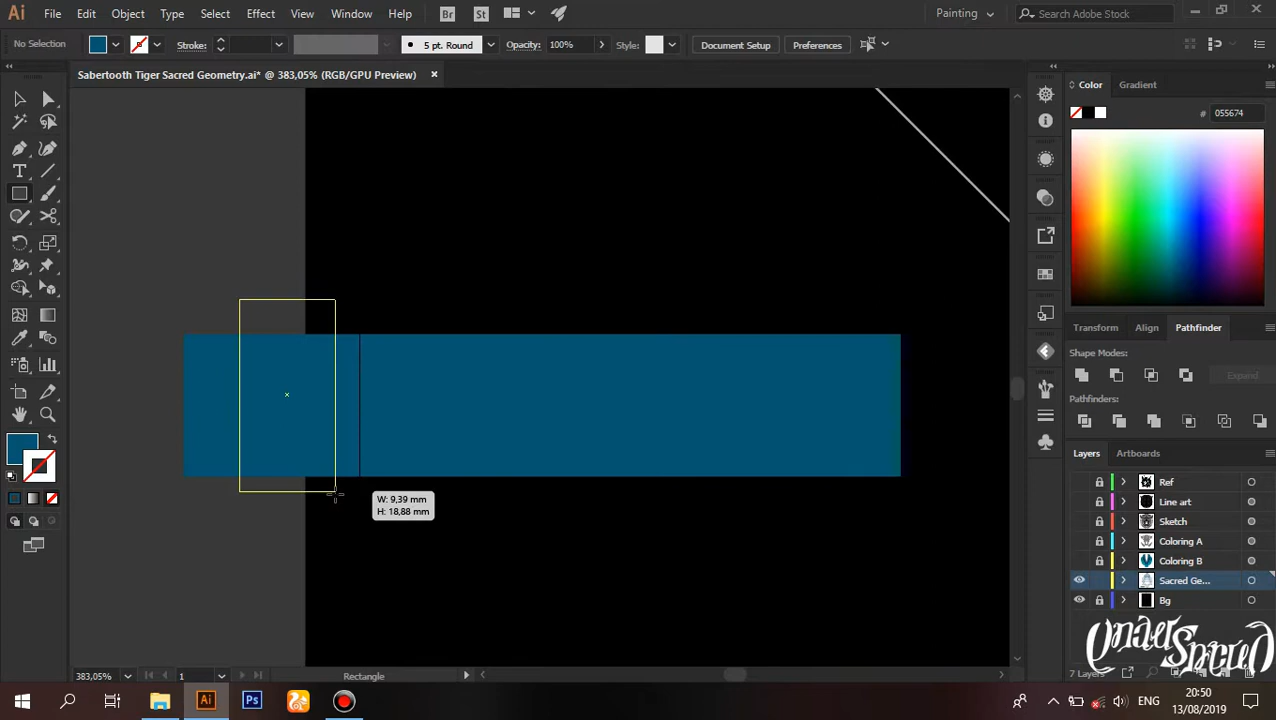 Ai File Edit Object Type Select Effect View Window Help Br St Painting Search Adobe Stock
No Selection Stroke: 5 pt. Round Opacity: 100% Style: Document Setup Preferences
Sabertooth Tiger Sacred Geometry.ai* @ 383,05% (RGB/GPU Preview)
Color Gradient
# 055674
Transform Align Pathfinder
Shape Modes:
Expand
Pathfinders:
Layers Artboards
Ref
Line art
Sketch
Coloring A
Coloring B
Sacred Ge...
Bg
W: 9,39 mm
H: 18,88 mm
UnderSpaced
7 Layers
383,05% 1 Rectangle
Ai Ps ENG 20:50
13/08/2019